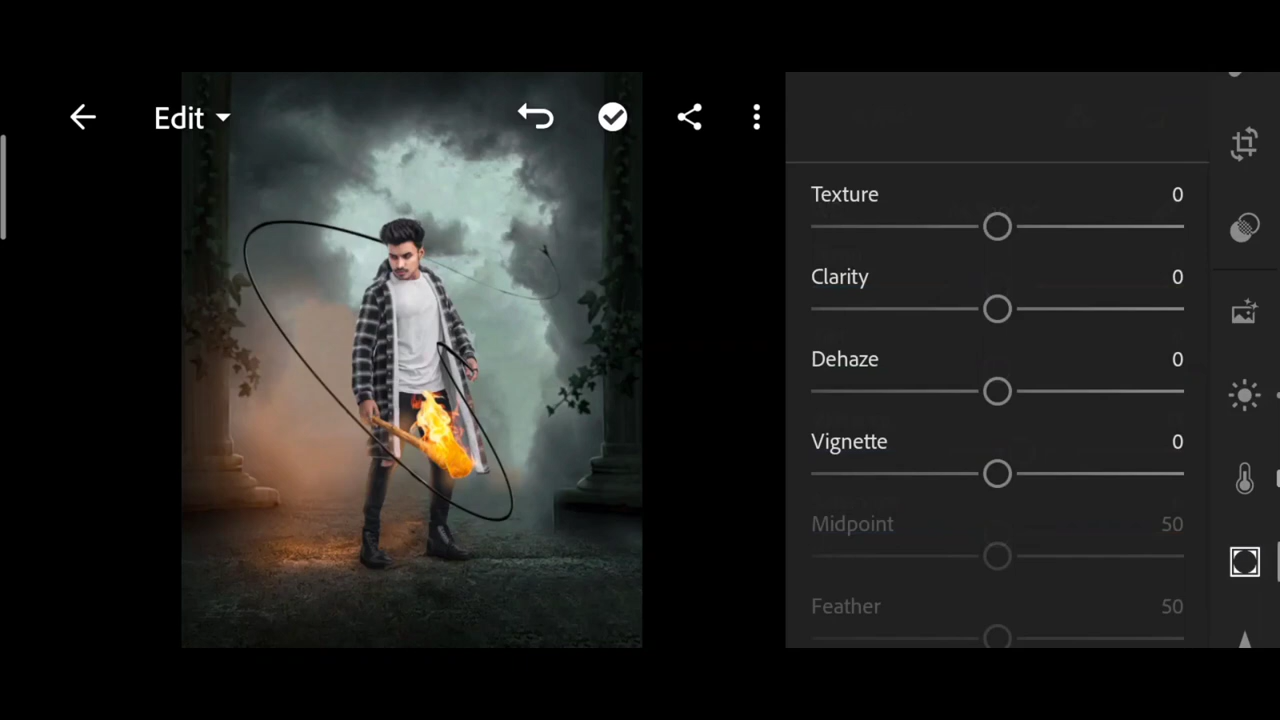 Edit
Texture 0
Clarity 0
Dehaze 0
Vignette 0
Midpoint 50
Feather 50